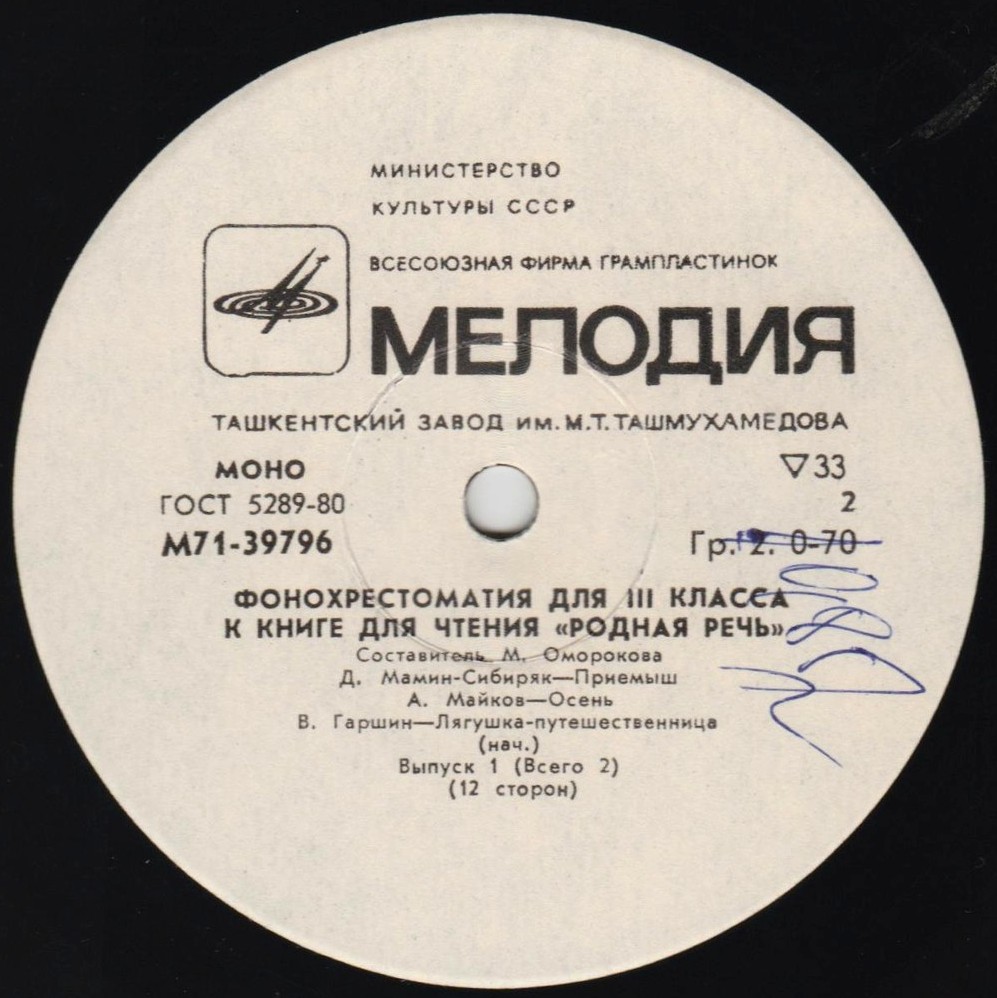 МИНИСТЕРСТВО
КУЛЬТУРЫ СССР
ВСЕСОЮЗНАЯ ФИРМА ГРАМПЛАСТИНОК
МЕЛОДИЯ
ТАШКЕНТСКИЙ ЗАВОД ИМ. М.Т. ТАШМУХАМЕДОВА
МОНО ▽33
ГОСТ 5289-80 2
М71-39796 Гр. 2. 0-70
ФОНОХРЕСТОМАТИЯ ДЛЯ III КЛАССА
К КНИГЕ ДЛЯ ЧТЕНИЯ «РОДНАЯ РЕЧЬ»
Составитель М. Оморокова
Д. Мамин-Сибиряк—Приемыш
А. Майков—Осень
В. Гаршин—Лягушка-путешественница
(нач.)
Выпуск 1 (Всего 2)
(12 сторон)